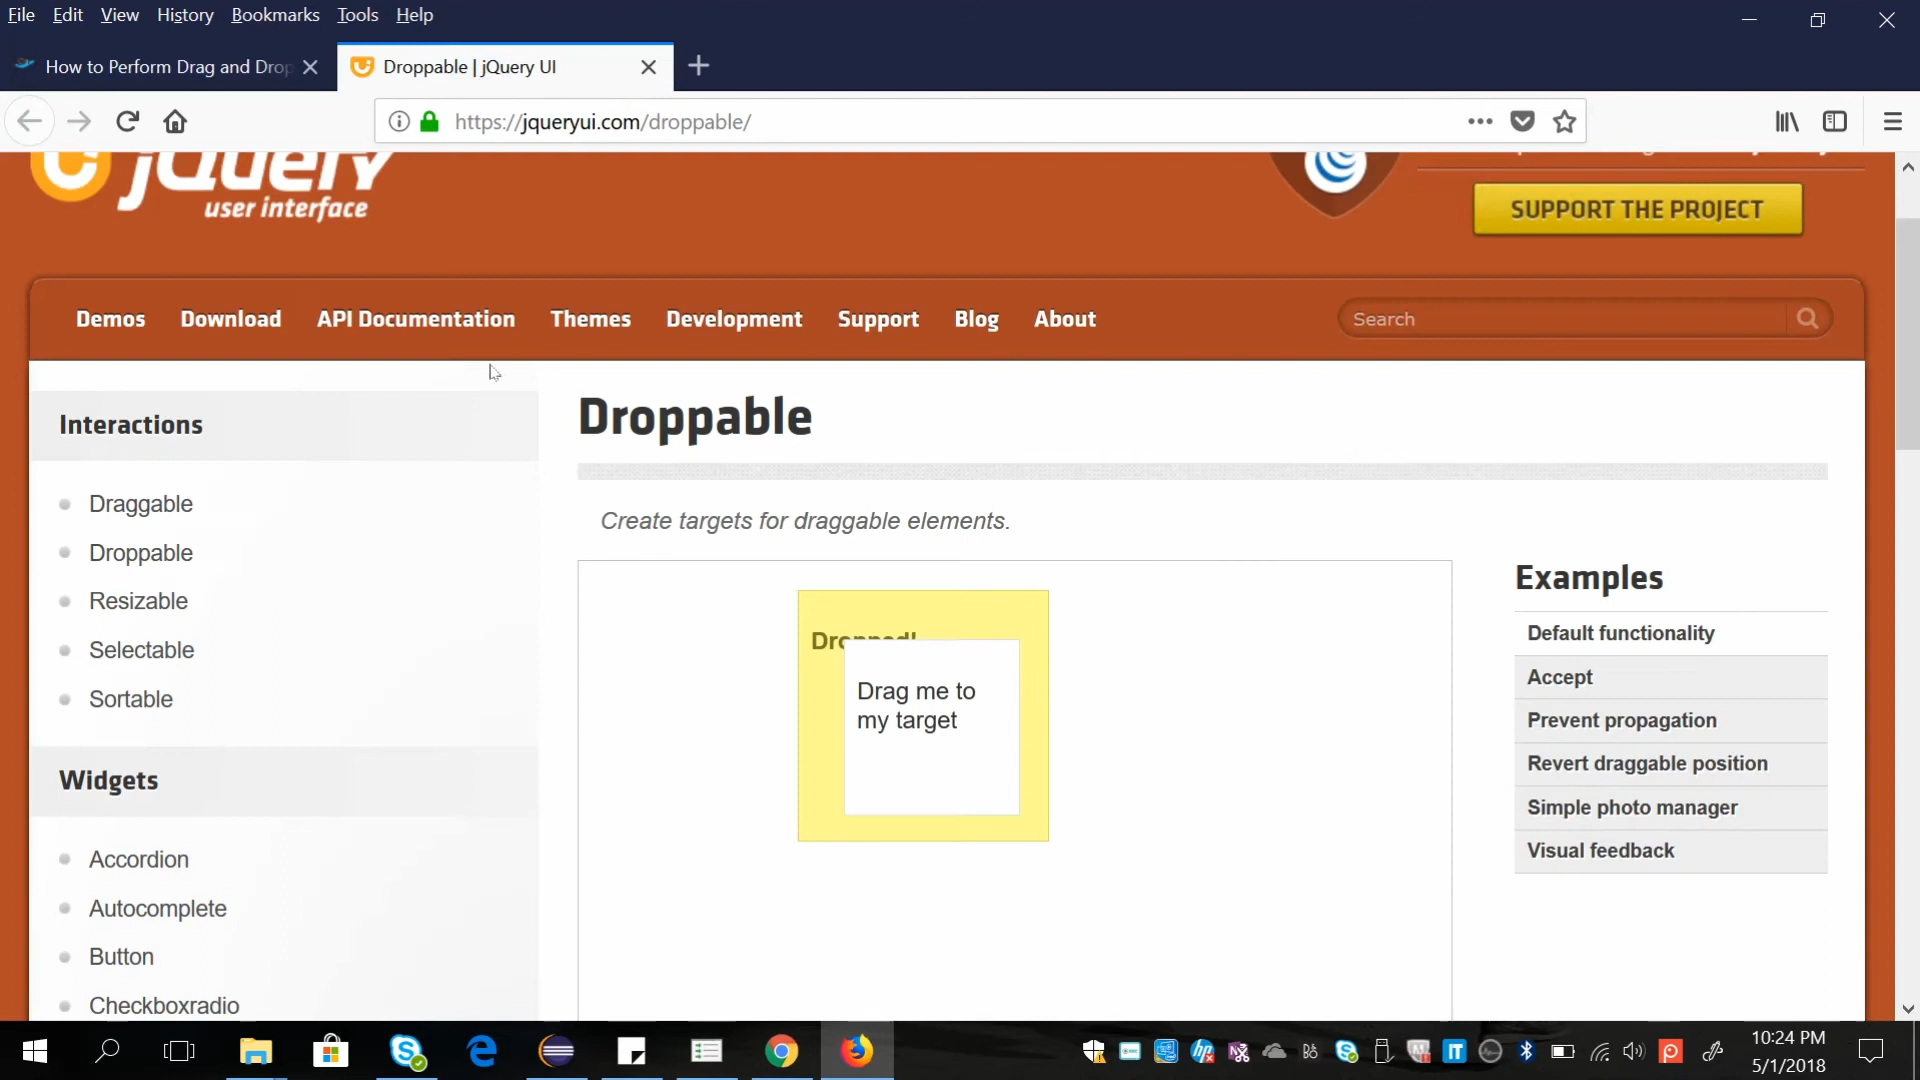 File Edit View History Bookmarks Tools Help
How to Perform Drag and Drop
Droppable | jQuery UI
https://jqueryui.com/droppable/
jQuery
user interface
SUPPORT THE PROJECT
Demos Download API Documentation Themes Development Support Blog About
Search
Interactions
Draggable
Droppable
Resizable
Selectable
Sortable
Widgets
Accordion
Autocomplete
Button
Checkboxradio
Droppable
Create targets for draggable elements.
Dropped!
Drag me to
my target
Examples
Default functionality
Accept
Prevent propagation
Revert draggable position
Simple photo manager
Visual feedback
10:24 PM
5/1/2018